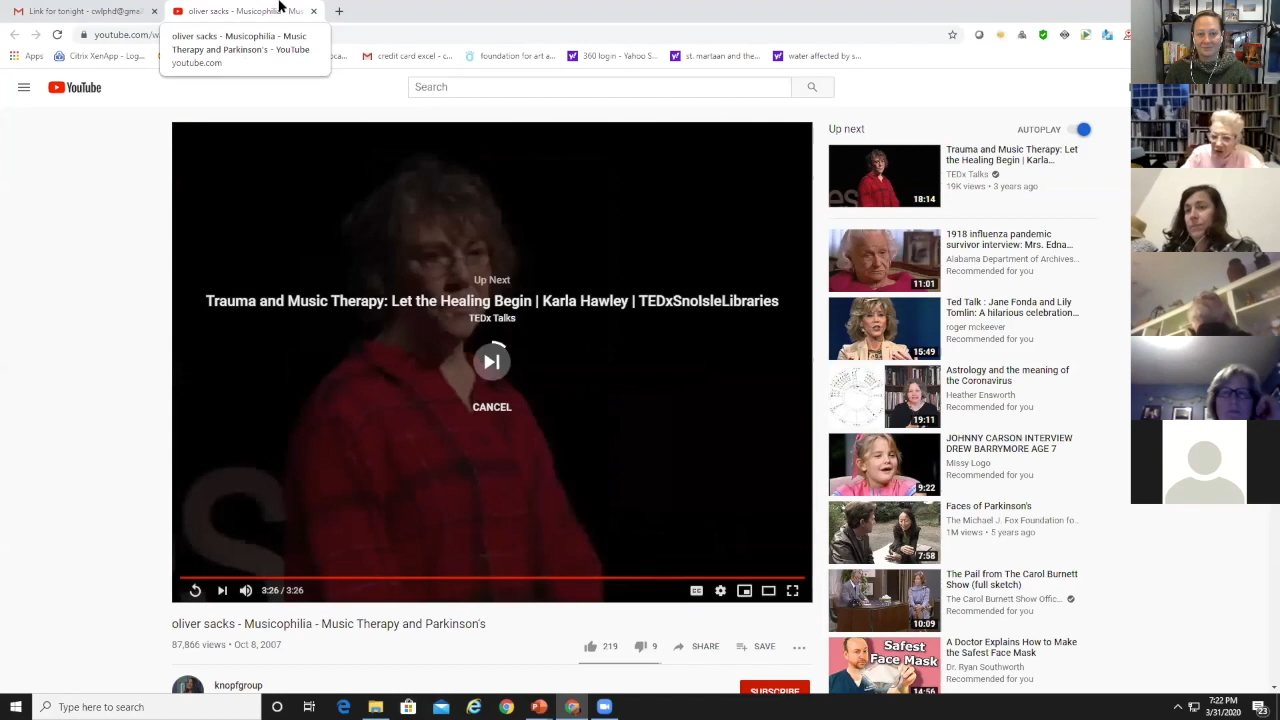 Link for tonight - cwlphd@gma
oliver sacks - Musicophilia - Mus
youtube.com/w
oliver sacks - Musicophilia - Music
Therapy and Parkinson's - YouTube
youtube.com
Apps
Citrix XenApp - Log...
credit card excel - c...
foundation for art a
360 login - Yahoo S...
st. martaan - med...
water affected by s...
YouTube
Search
Up next
AUTOPLAY
Up Next
Trauma and Music Therapy: Let the Healing Begin | Karla Hawley | TEDxSnoIsleLibraries
TEDx Talks
CANCEL
3:26 / 3:26
CC
oliver sacks - Musicophilia - Music Therapy and Parkinson's
87,866 views • Oct 8, 2007
219
9
SHARE
SAVE
knopfgroup
SUBSCRIBE
Trauma and Music Therapy: Let
the Healing Begin | Karla...
TEDx Talks
19K views • 3 years ago
18:14
1918 influenza pandemic
survivor interview: Mrs. Edna...
Alabama Department of Archives...
Recommended for you
11:01
Ted Talk : Jane Fonda and Lily
Tomlin: A hilarious celebration...
roger mckeever
Recommended for you
15:49
Astrology and the meaning of
the Coronavirus
Heather Ensworth
Recommended for you
19:11
JOHNNY CARSON INTERVIEW
DREW BARRYMORE AGE 7
Missy Logo
Recommended for you
9:22
Faces of Parkinson's
The Michael J. Fox Foundation fo...
1M views • 5 years ago
7:58
The Pail from The Carol Burnett
Show (full sketch)
The Carol Burnett Show Offic...
Recommended for you
10:09
A Doctor Explains How to Make
the Safest Face Mask
Dr. Ryan Southworth
Recommended for you
Safest
Face Mask
14:56
Type here to search
7:22 PM
3/31/2020
23